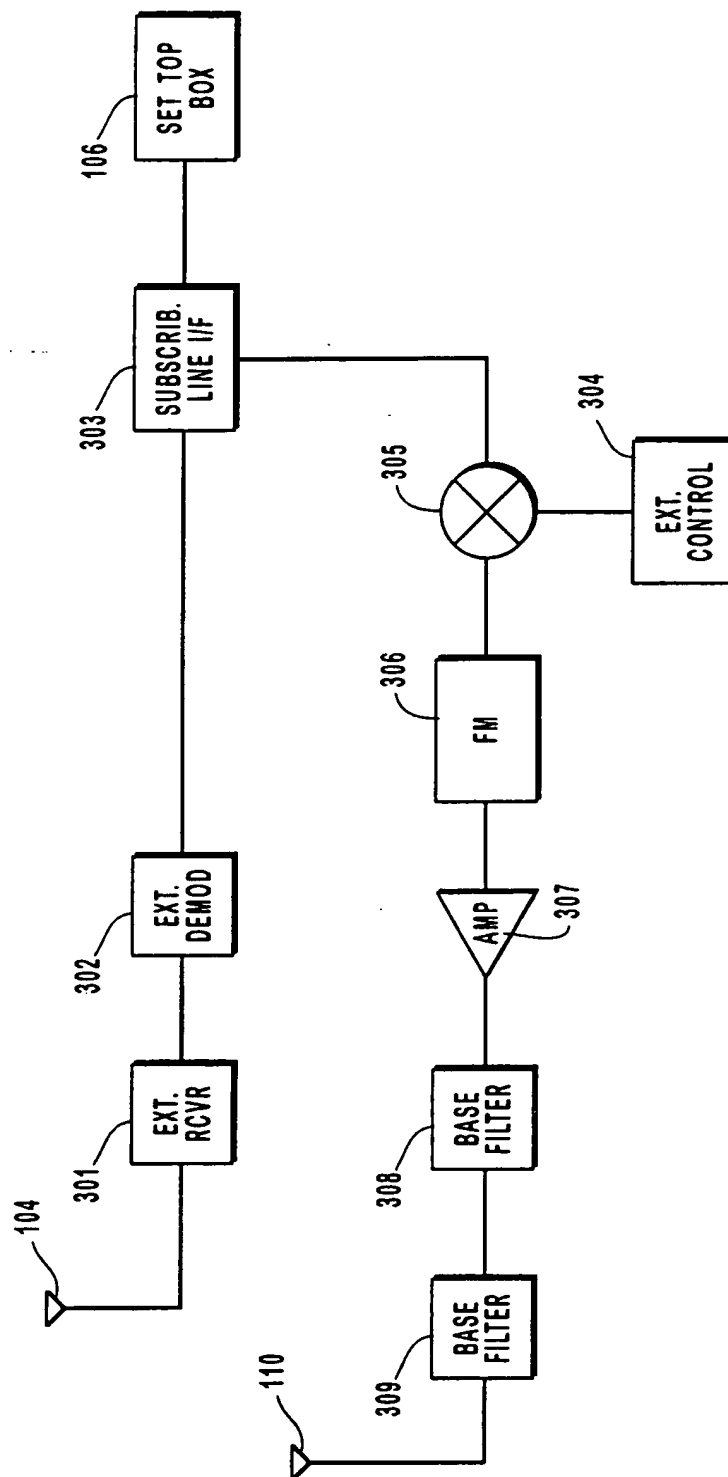 104
301
EXT.
RCVR
302
EXT.
DEMOD
303
SUBSCRIB.
LINE I/F
106
SET TOP
BOX
110
309
BASE
FILTER
308
BASE
FILTER
AMP
307
306
FM
305
304
EXT.
CONTROL